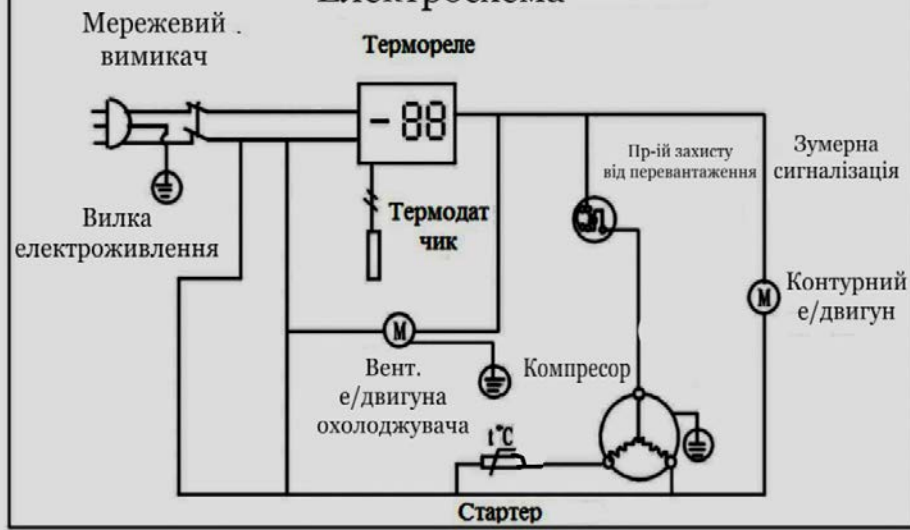 Електросхема
Мережевий
вимикач
Термореле
-88
Пр-ій захисту
від перевантаження
Зумерна
сигналізація
Термодат
чик
Вилка
електроживлення
М
Контурний
е/двигун
М
Вент.
е/двигуна
охолоджувача
Компресор
t°C
Стартер